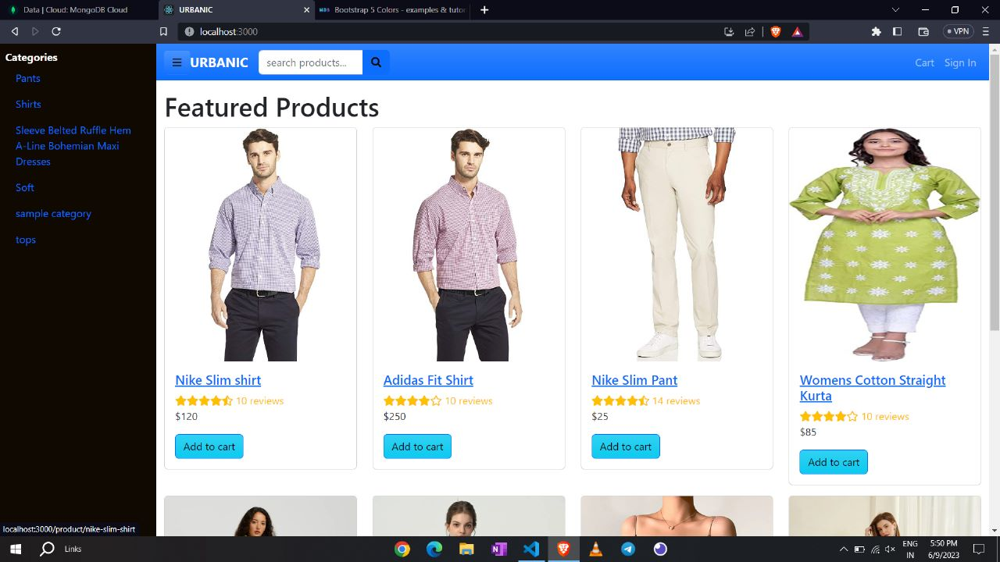 Data | Cloud: MongoDB Cloud
URBANIC
Bootstrap 5 Colors - examples & tutor
localhost:3000
VPN
Categories
Pants
Shirts
Sleeve Belted Ruffle Hem
A-Line Bohemian Maxi
Dresses
Soft
sample category
tops
URBANIC
search products...
Cart
Sign In
Featured Products
Nike Slim shirt
10 reviews
$120
Add to cart
Adidas Fit Shirt
10 reviews
$250
Add to cart
Nike Slim Pant
14 reviews
$25
Add to cart
Womens Cotton Straight
Kurta
10 reviews
$85
Add to cart
localhost:3000/product/nike-slim-shirt
Links
ENG
IN
5:50 PM
6/9/2023